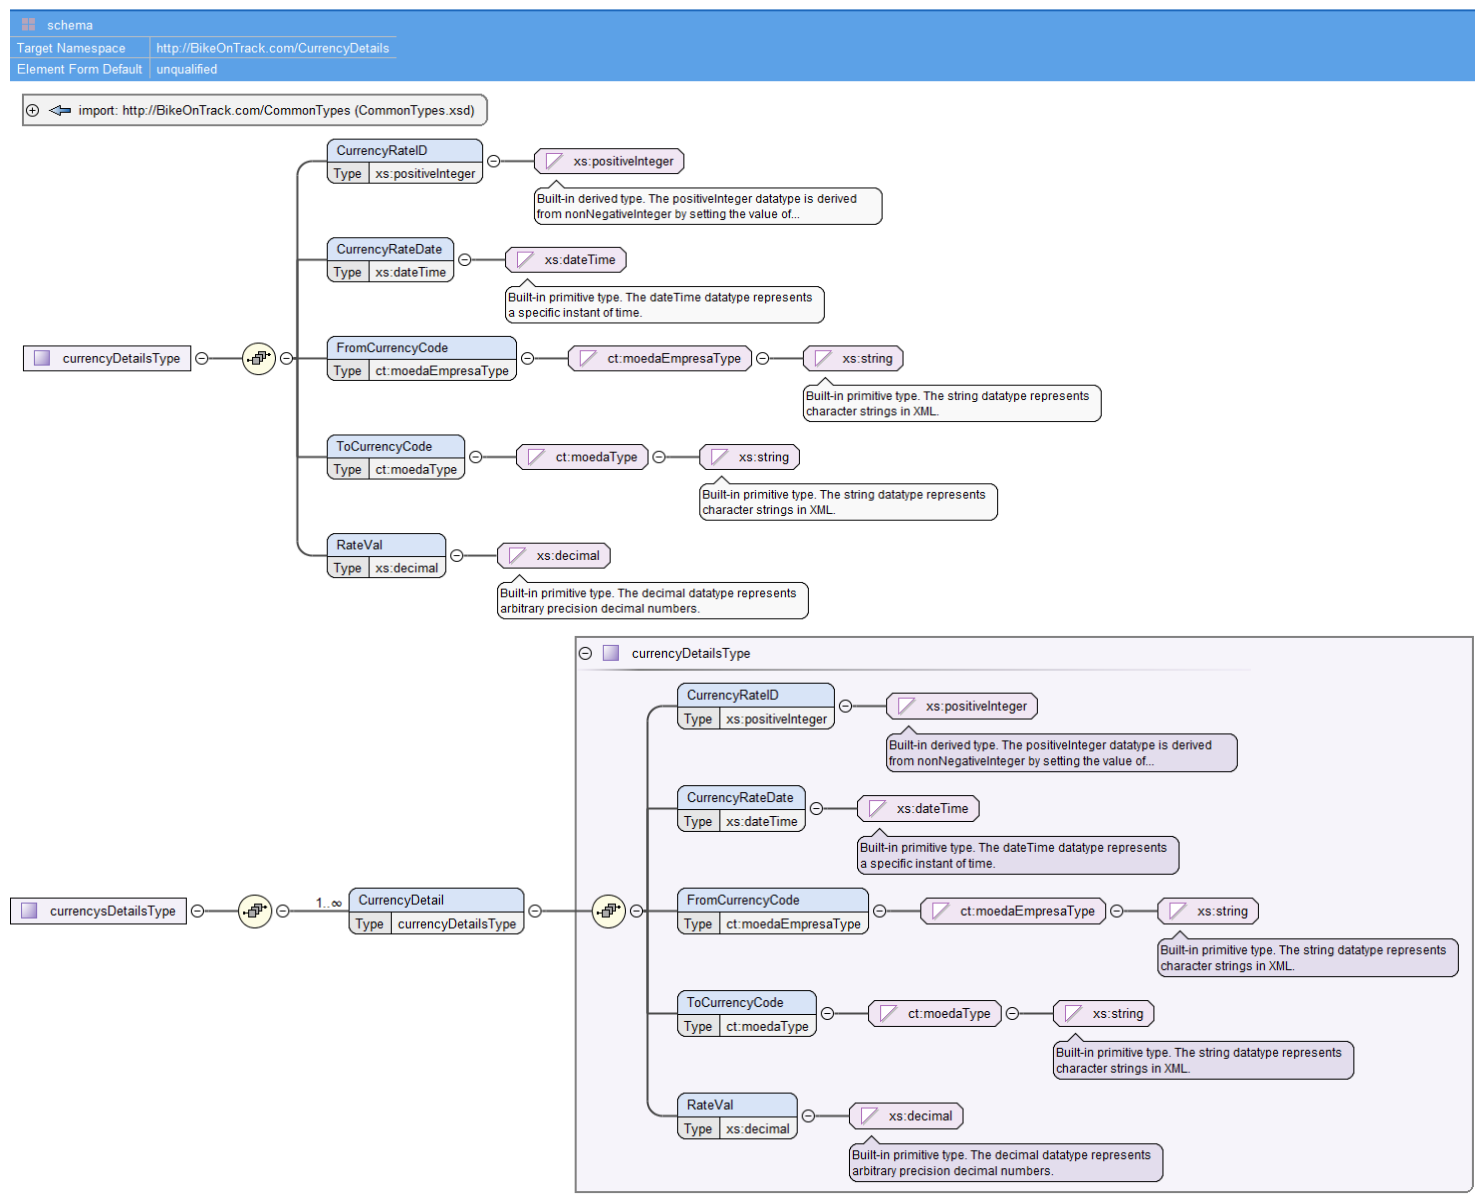 schema
Target Namespace http://BikeOnTrack.com/CurrencyDetails
Element Form Default unqualified
import: http://BikeOnTrack.com/CommonTypes (CommonTypes.xsd)
CurrencyRateID
Type xs:positiveInteger
xs:positiveInteger
Built-in derived type. The positiveInteger datatype is derived
from nonNegativeInteger by setting the value of...
CurrencyRateDate
Type xs:dateTime
xs:dateTime
Built-in primitive type. The dateTime datatype represents
a specific instant of time.
currencyDetailsType
FromCurrencyCode
Type ct:moedaEmpresaType
ct:moedaEmpresaType
xs:string
Built-in primitive type. The string datatype represents
character strings in XML.
ToCurrencyCode
Type ct:moedaType
ct:moedaType
xs:string
Built-in primitive type. The string datatype represents
character strings in XML.
RateVal
Type xs:decimal
xs:decimal
Built-in primitive type. The decimal datatype represents
arbitrary precision decimal numbers.
currencyDetailsType
CurrencyRateID
Type xs:positiveInteger
xs:positiveInteger
Built-in derived type. The positiveInteger datatype is derived
from nonNegativeInteger by setting the value of...
CurrencyRateDate
Type xs:dateTime
xs:dateTime
Built-in primitive type. The dateTime datatype represents
a specific instant of time.
currencysDetailsType
1..∞
CurrencyDetail
Type currencyDetailsType
FromCurrencyCode
Type ct:moedaEmpresaType
ct:moedaEmpresaType
xs:string
Built-in primitive type. The string datatype represents
character strings in XML.
ToCurrencyCode
Type ct:moedaType
ct:moedaType
xs:string
Built-in primitive type. The string datatype represents
character strings in XML.
RateVal
Type xs:decimal
xs:decimal
Built-in primitive type. The decimal datatype represents
arbitrary precision decimal numbers.